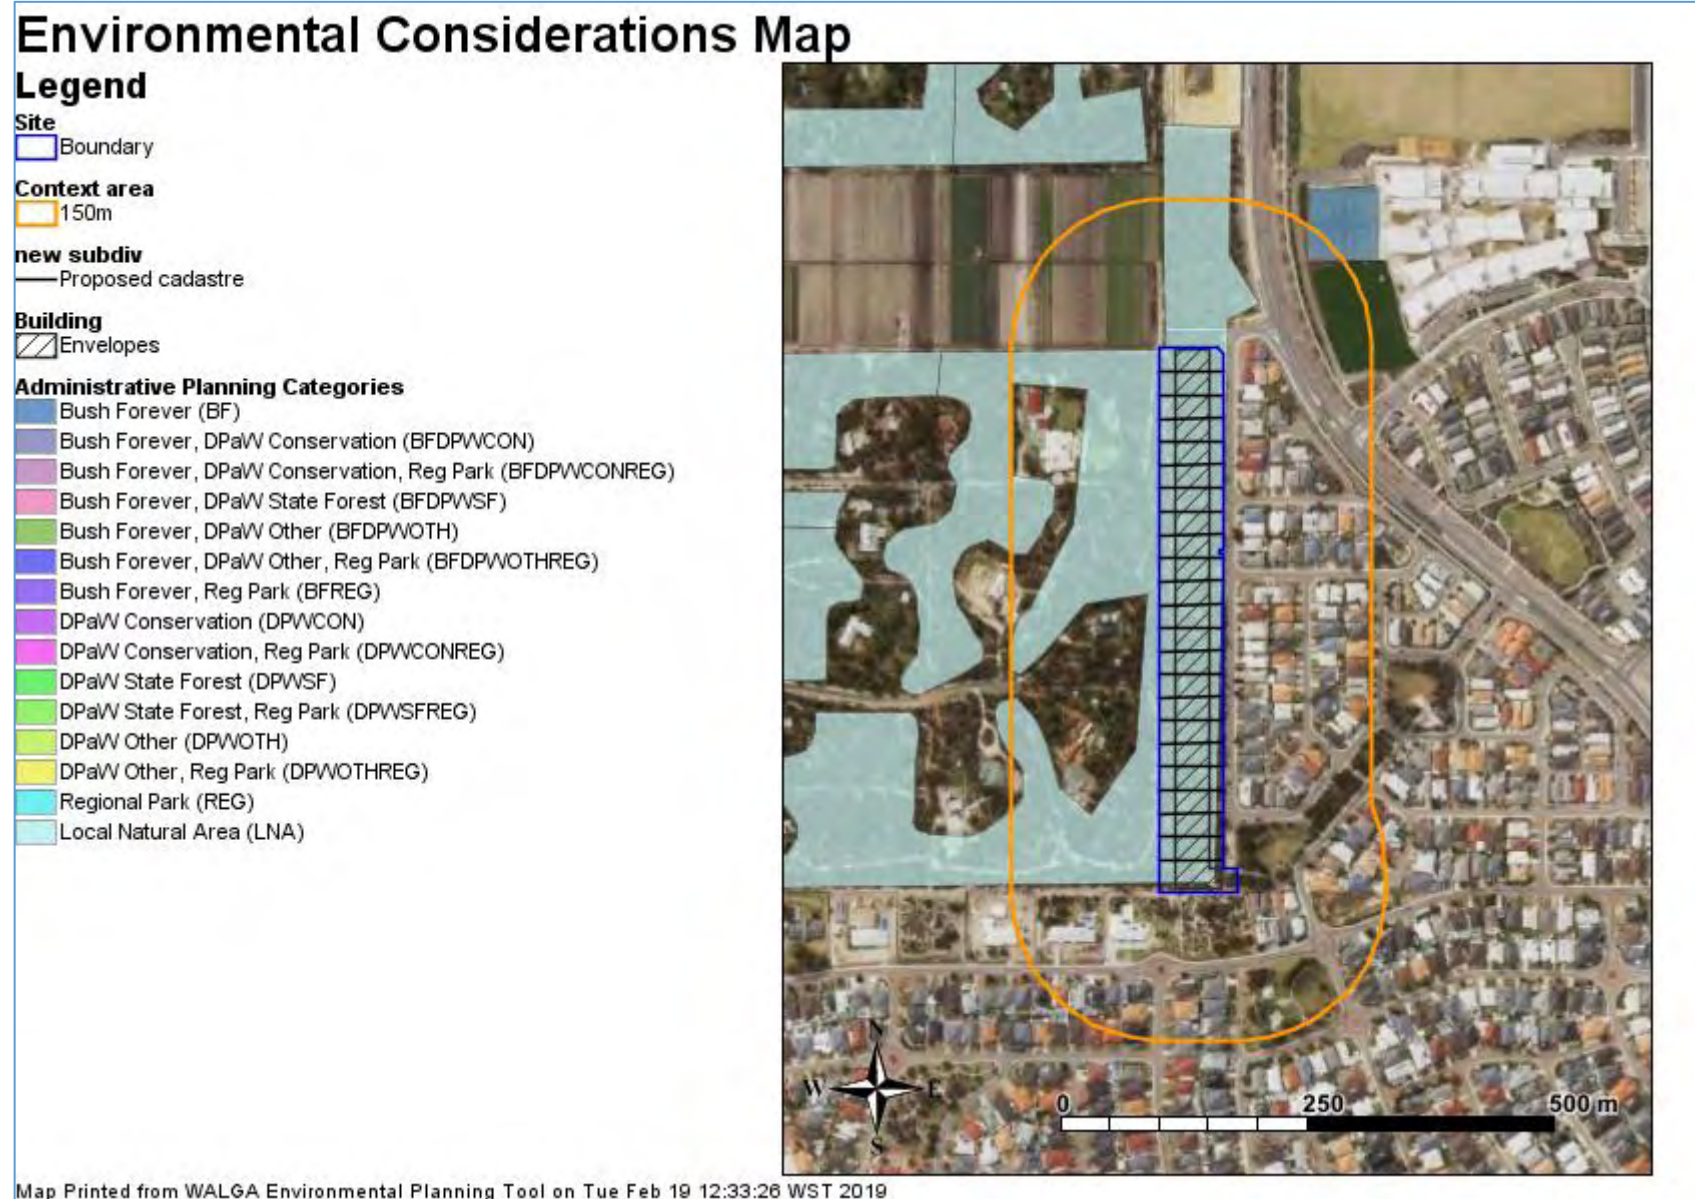 Environmental Considerations Map
Legend
Site
Boundary
Context area
150m
new subdiv
Proposed cadastre
Building
Envelopes
Administrative Planning Categories
Bush Forever (BF)
Bush Forever, DPaW Conservation (BFDPWCON)
Bush Forever, DPaW Conservation, Reg Park (BFDPWCONREG)
Bush Forever, DPaW State Forest (BFDPWSF)
Bush Forever, DPaW Other (BFDPWOTH)
Bush Forever, DPaW Other, Reg Park (BFDPWOTHREG)
Bush Forever, Reg Park (BFREG)
DPaW Conservation (DPWCON)
DPaW Conservation, Reg Park (DPWCONREG)
DPaW State Forest (DPWSF)
DPaW State Forest, Reg Park (DPWSFREG)
DPaW Other (DPWOTH)
DPaW Other, Reg Park (DPWOTHREG)
Regional Park (REG)
Local Natural Area (LNA)
N
W E
S
0 250 500 m
Map Printed from WALGA Environmental Planning Tool on Tue Feb 19 12:33:26 WST 2019